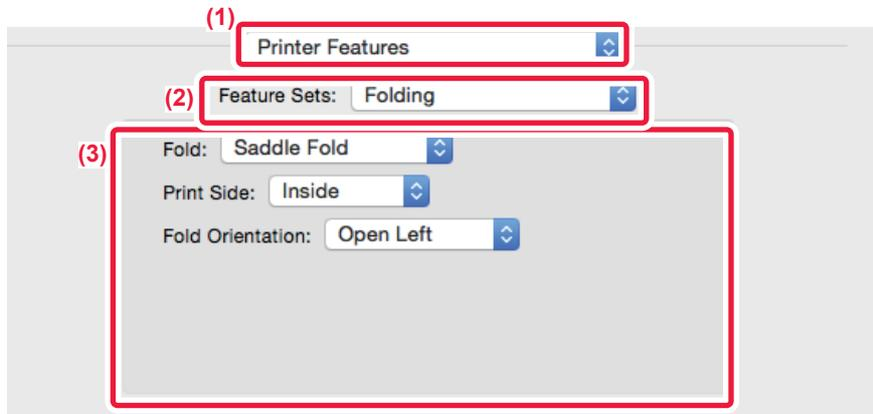 (1)
Printer Features
(2) Feature Sets: Folding
(3) Fold: Saddle Fold
Print Side: Inside
Fold Orientation: Open Left